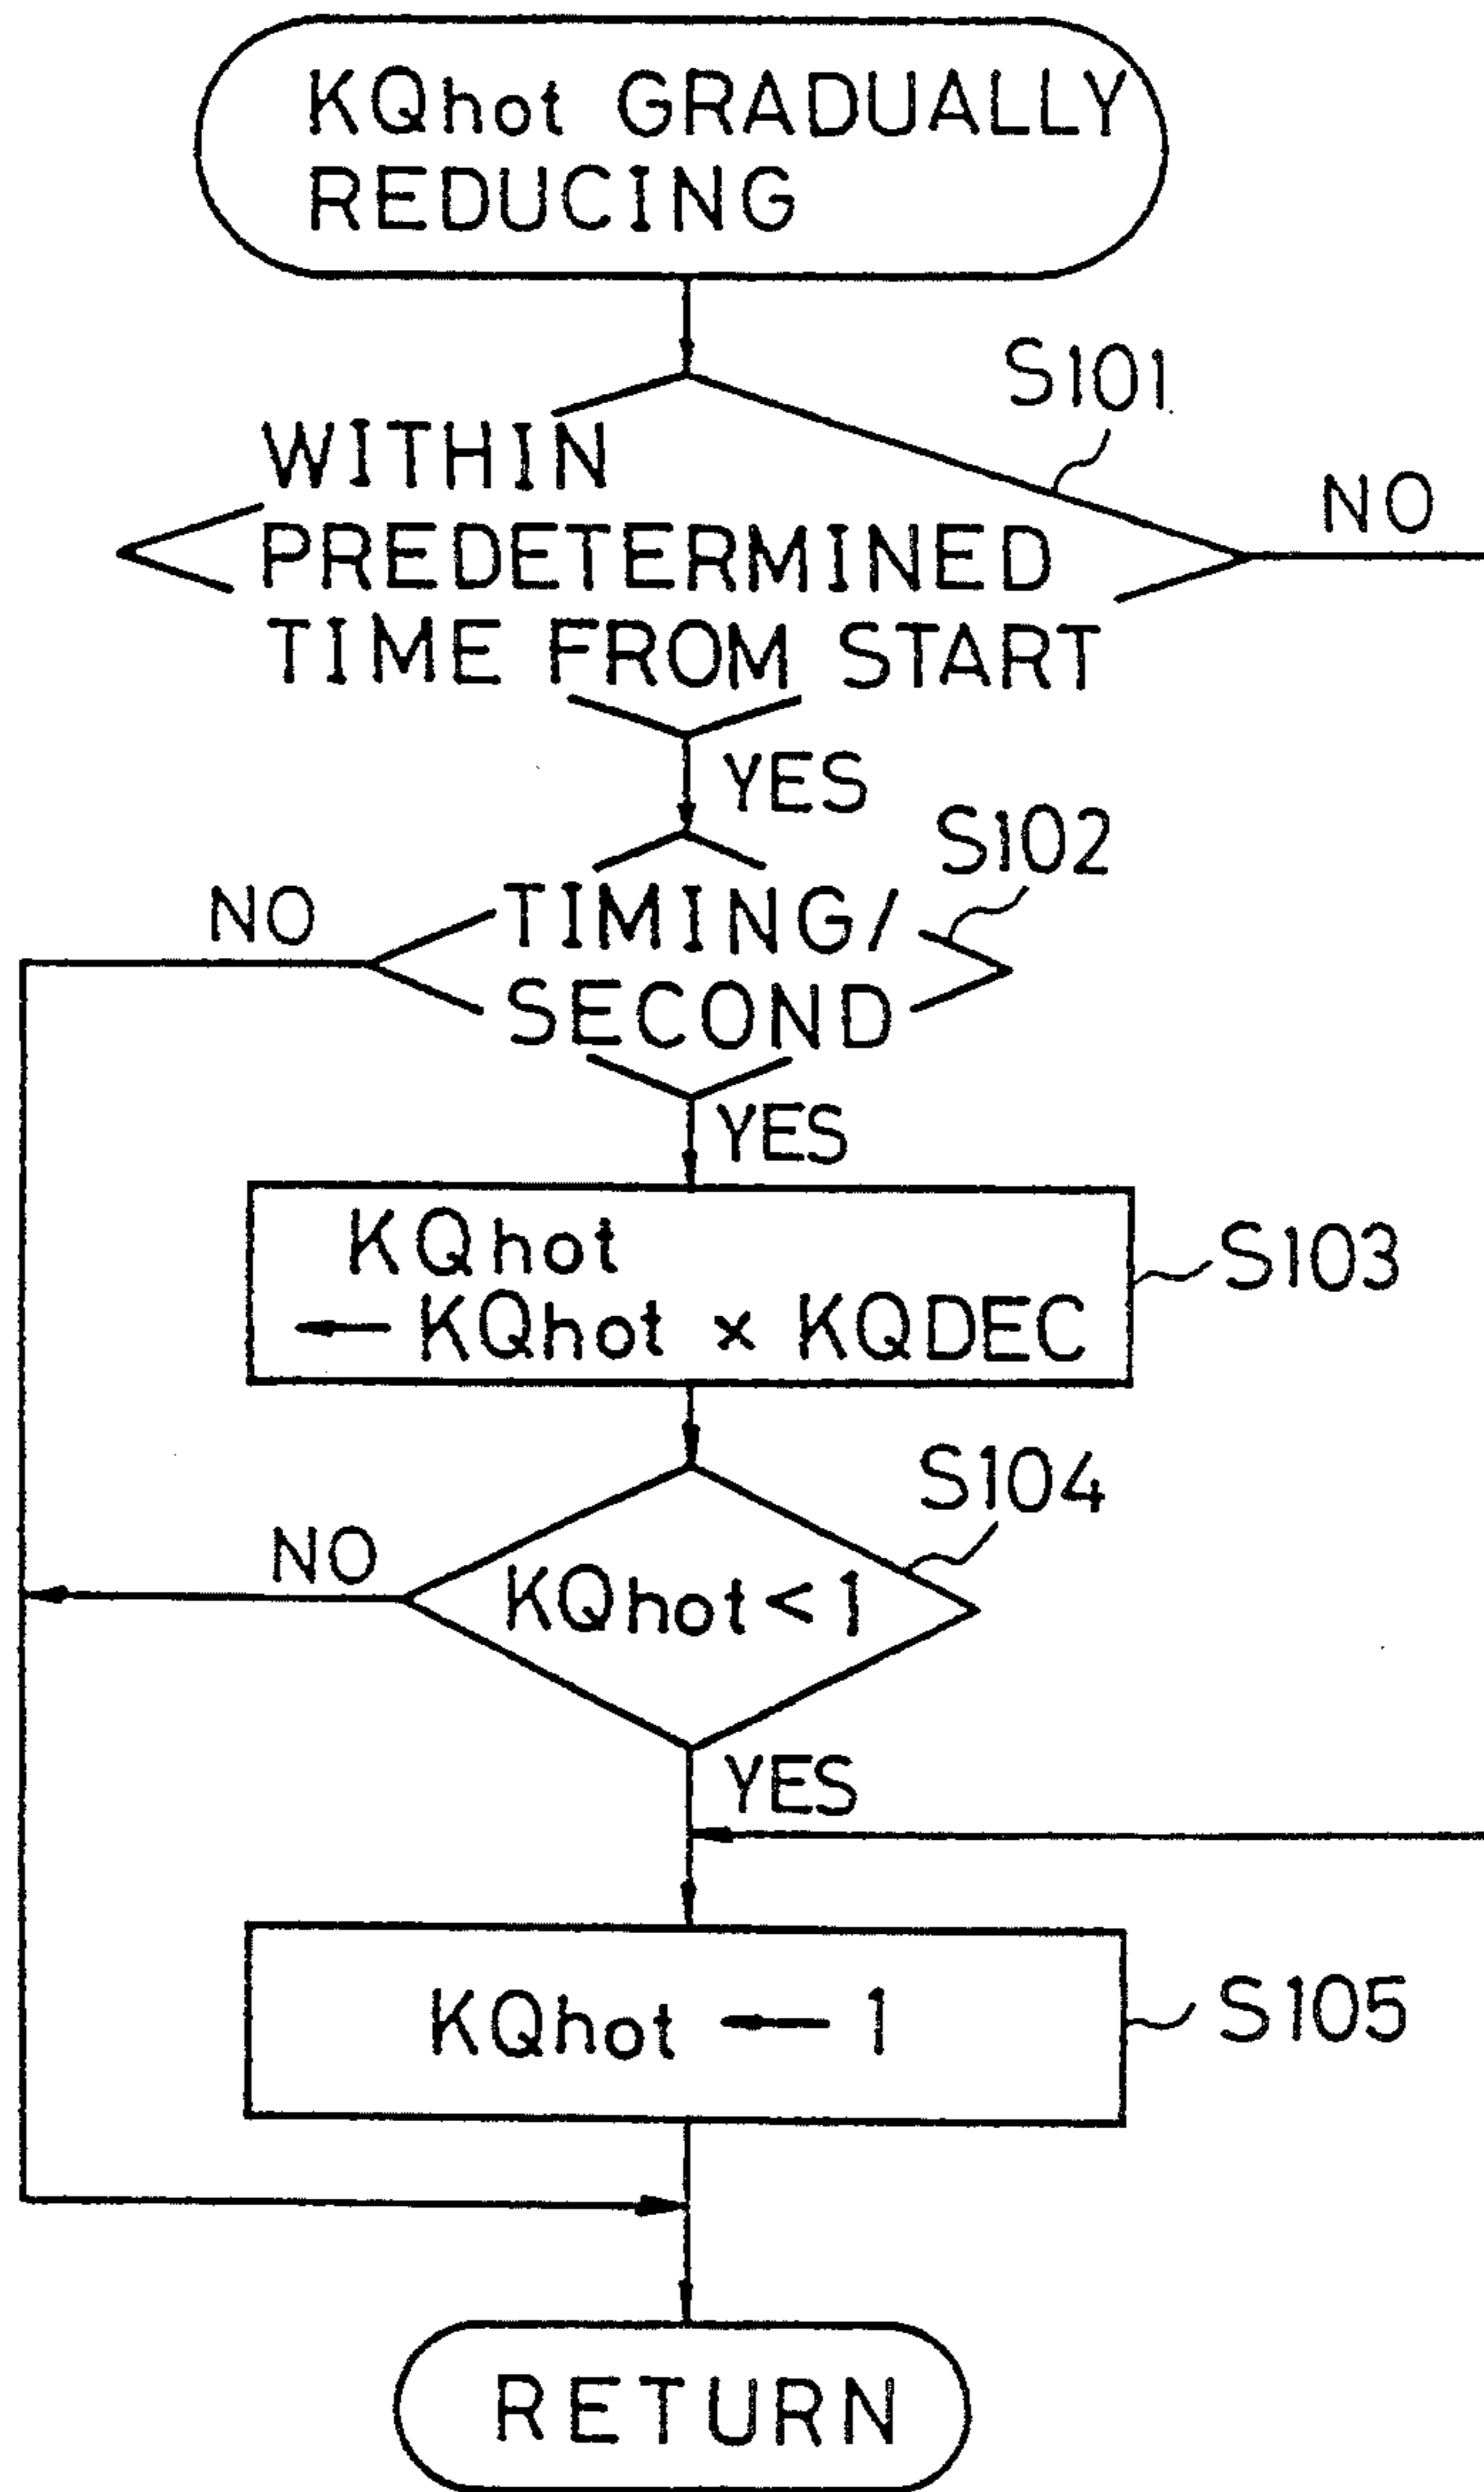 KQhot GRADUALLY
REDUCING
S101
WITHIN
PREDETERMINED
TIME FROM START
NO
YES
S102
NO
TIMING/
SECOND
YES
KQhot
← KQhot × KQDEC
S103
S104
NO
KQhot < 1
YES
KQhot ← 1
S105
RETURN